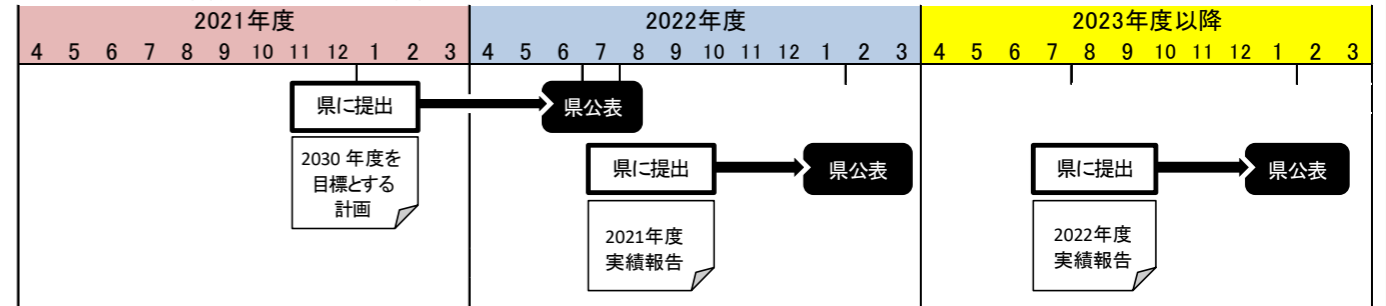 2021年度 2022年度 2023年度以降
4 5 6 7 8 9 10 11 12 1 2 3 4 5 6 7 8 9 10 11 12 1 2 3 4 5 6 7 8 9 10 11 12 1 2 3
県に提出 県公表
2030 年度を
目標とする
計画
県に提出 県公表 県に提出 県公表
2021年度
実績報告
2022年度
実績報告